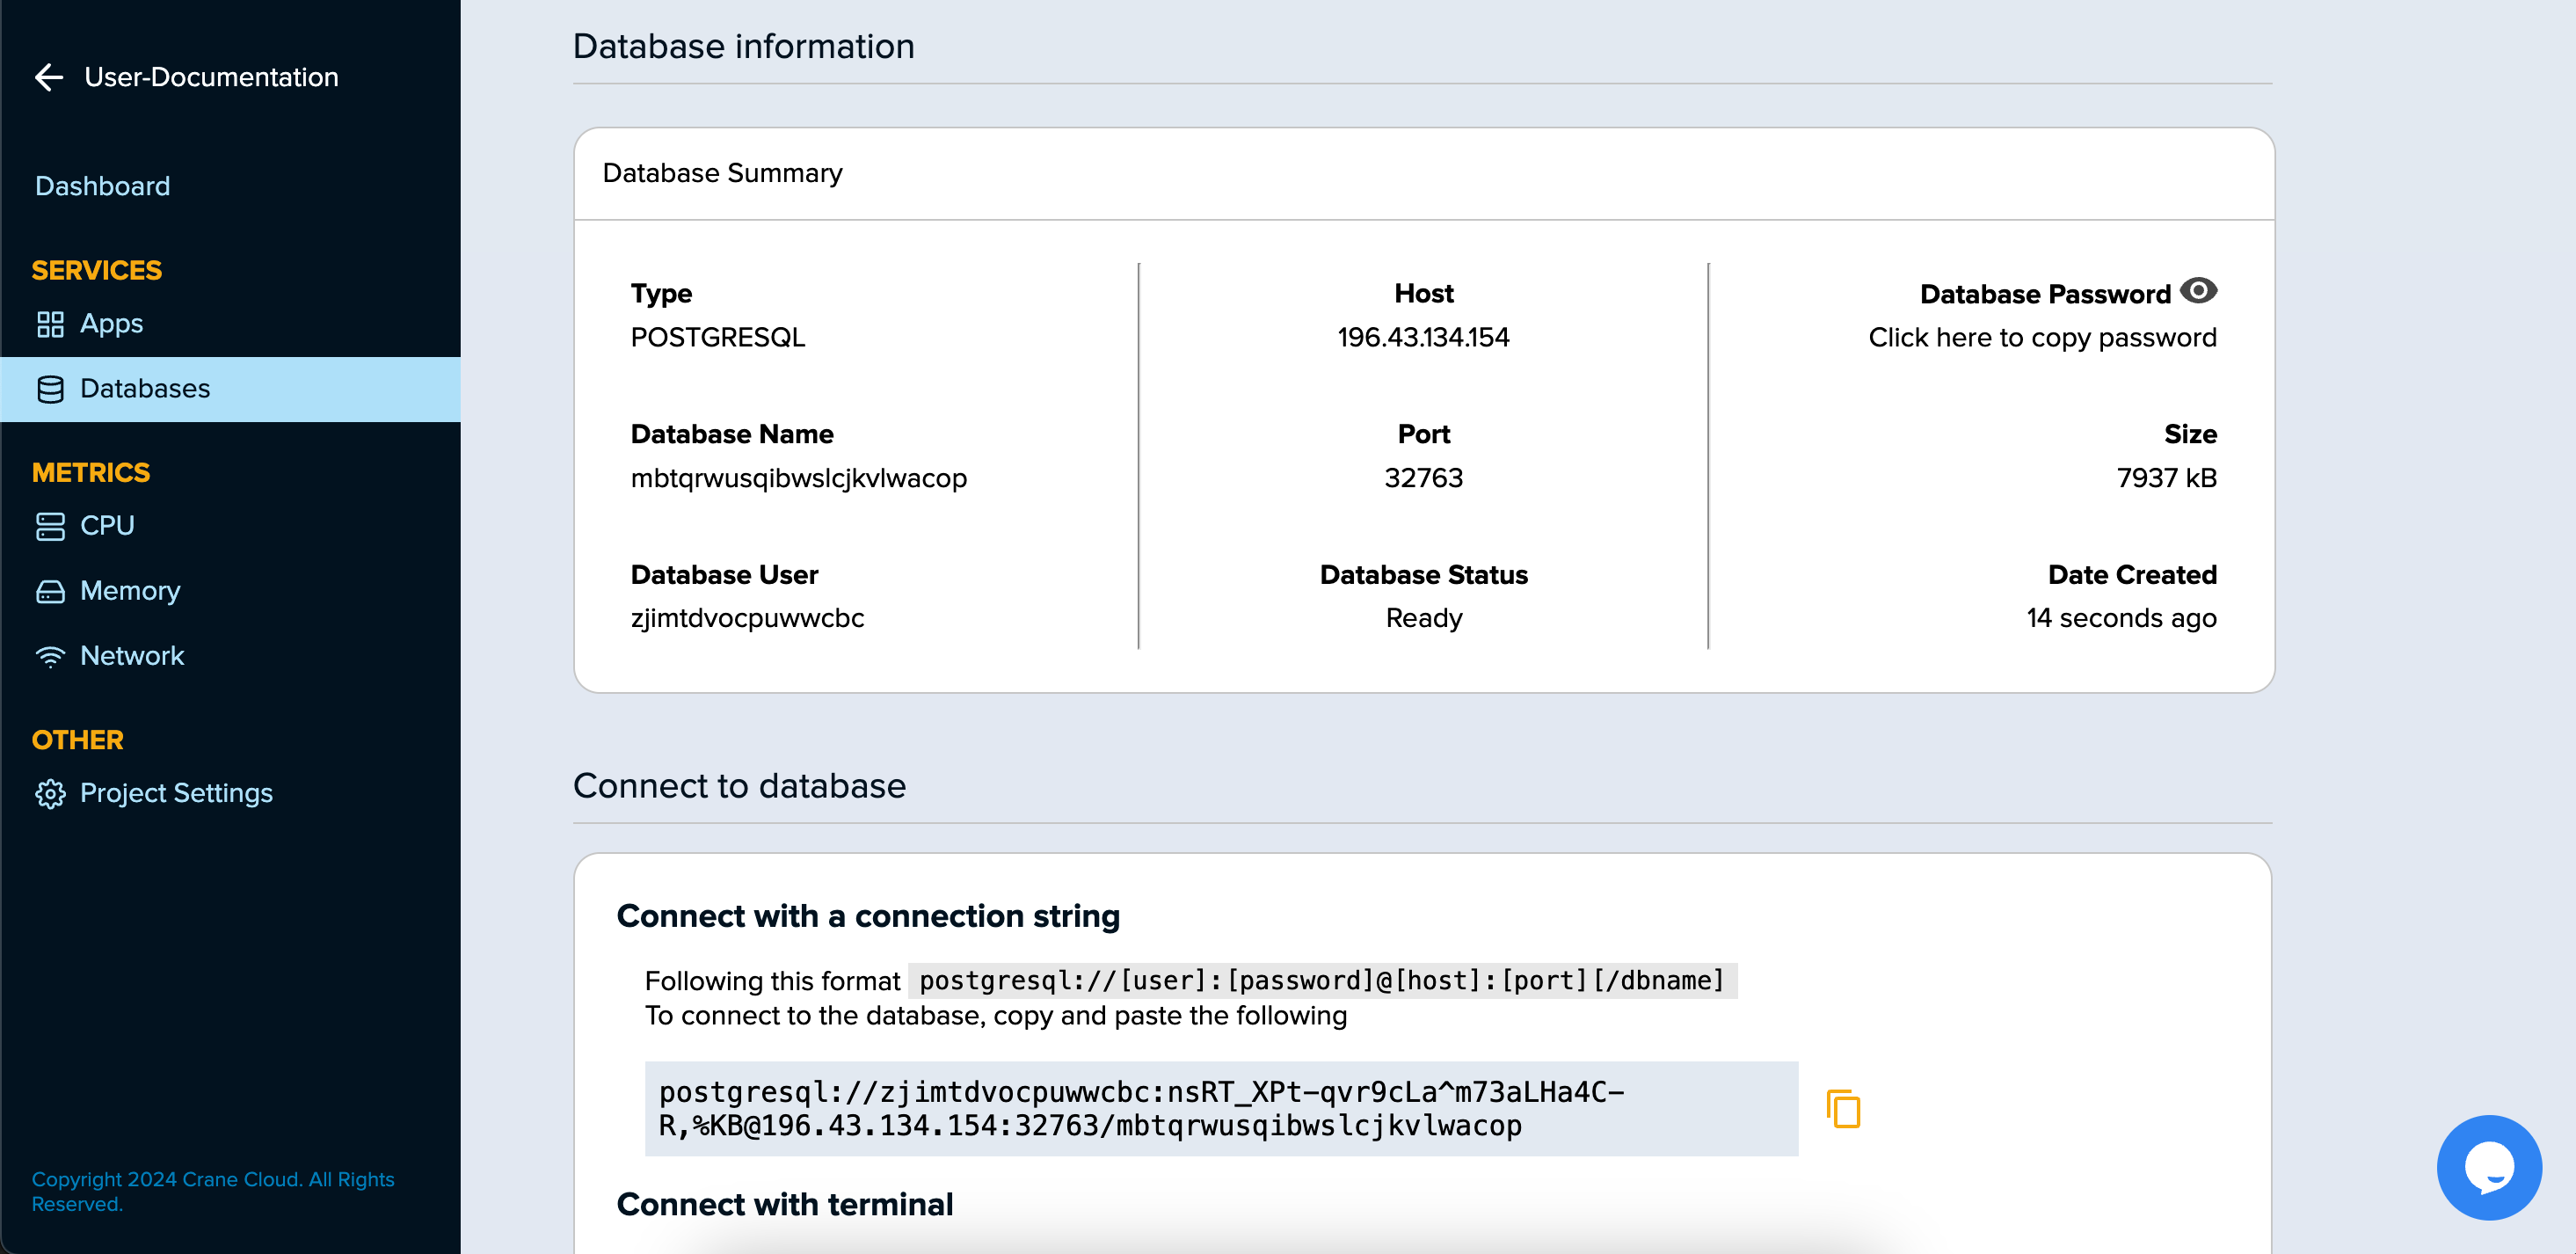 User-Documentation
Dashboard
SERVICES
Apps
Databases
METRICS
CPU
Memory
Network
OTHER
Project Settings
Copyright 2024 Crane Cloud. All Rights
Reserved.
Database information
Database Summary
Type
POSTGRESQL
Host
196.43.134.154
Database Password
Click here to copy password
Database Name
mbtqrwusqibwslcjkvlwacop
Port
32763
Size
7937 kB
Database User
zjimtdvocpuwwcbc
Database Status
Ready
Date Created
14 seconds ago
Connect to database
Connect with a connection string
Following this format postgresql://[user]:[password]@[host]:[port][/dbname]
To connect to the database, copy and paste the following
postgresql://zjimtdvocpuwwcbc:nsRT_XPt-qvr9cLa^m73aLHa4C-
R,%KB@196.43.134.154:32763/mbtqrwusqibwslcjkvlwacop
Connect with terminal